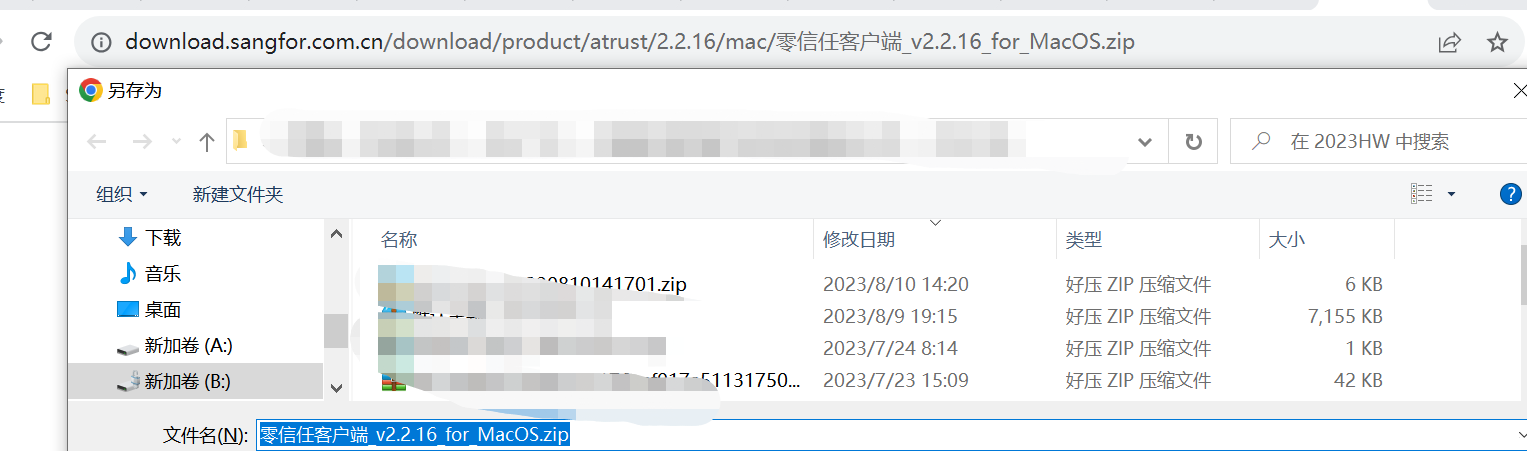 download.sangfor.com.cn/download/product/atrust/2.2.16/mac/零信任客户端_v2.2.16_for_MacOS.zip
另存为
在 2023HW 中搜索
组织 新建文件夹
名称 修改日期 类型 大小
下载
音乐
桌面
新加卷 (A:)
新加卷 (B:)
0810141701.zip 2023/8/10 14:20 好压 ZIP 压缩文件 6 KB
2023/8/9 19:15 好压 ZIP 压缩文件 7,155 KB
2023/7/24 8:14 好压 ZIP 压缩文件 1 KB
51131750... 2023/7/23 15:09 好压 ZIP 压缩文件 42 KB
文件名(N): 零信任客户端_v2.2.16_for_MacOS.zip